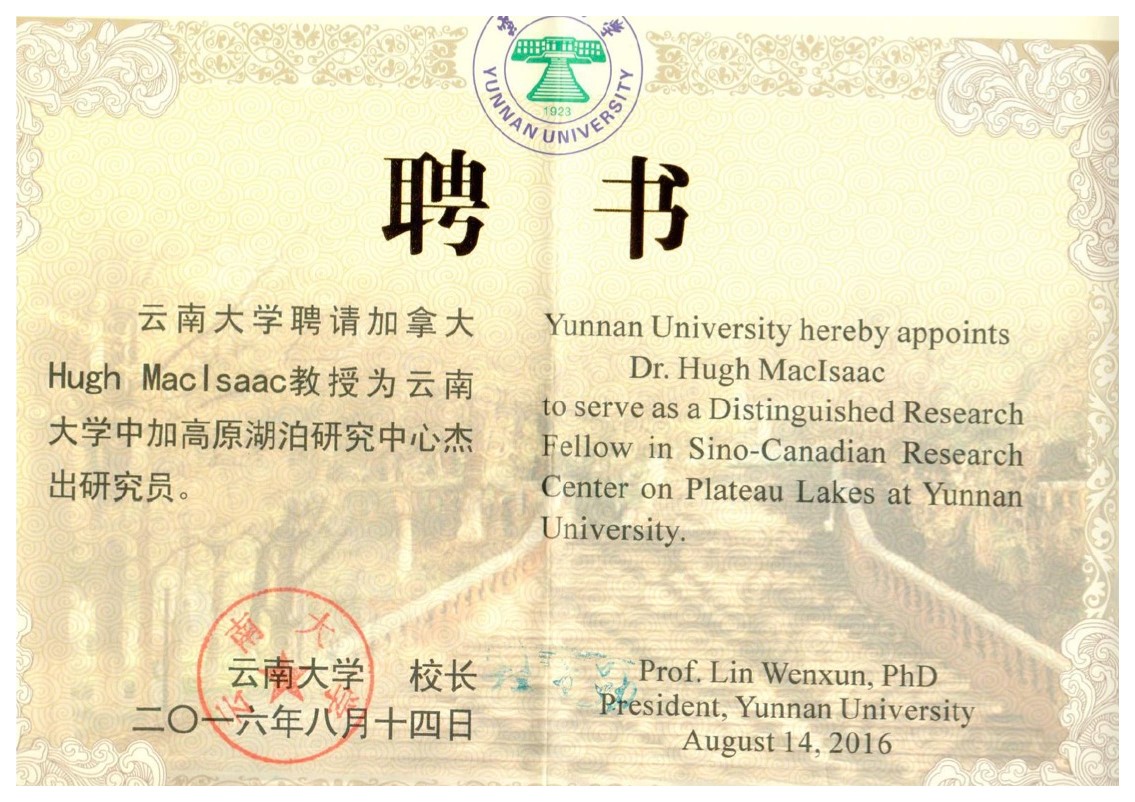 YUNNAN UNIVERSITY
1923
聘书
云南大学聘请加拿大
Hugh MacIsaac教授为云南
大学中加高原湖泊研究中心杰
出研究员。
云南大学 校长
二〇一六年八月十四日
云南大学
Yunnan University hereby appoints
Dr. Hugh MacIsaac
to serve as a Distinguished Research
Fellow in Sino-Canadian Research
Center on Plateau Lakes at Yunnan
University.
Prof. Lin Wenxun, PhD
President, Yunnan University
August 14, 2016